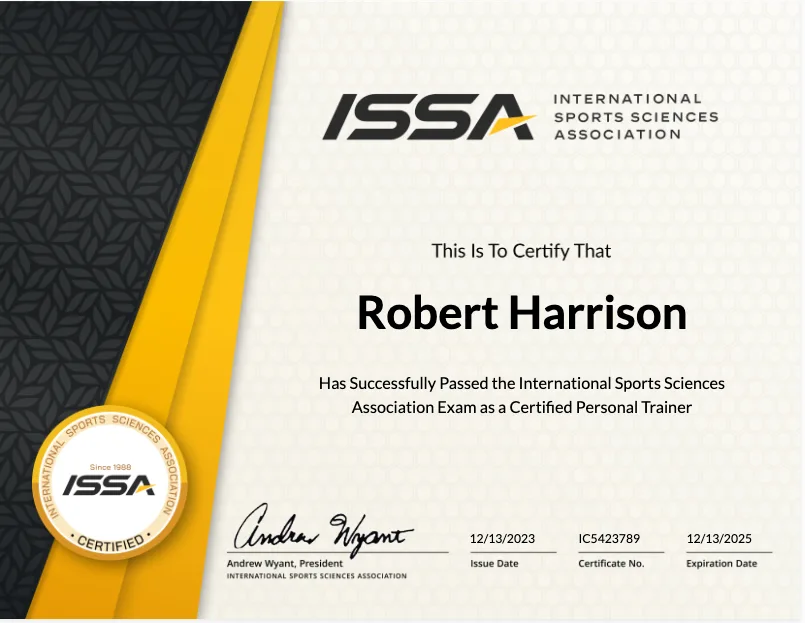 ISSA
INTERNATIONAL
SPORTS SCIENCES
ASSOCIATION
This Is To Certify That
Robert Harrison
Has Successfully Passed the International Sports Sciences
Association Exam as a Certified Personal Trainer
INTERNATIONAL SPORTS SCIENCES ASSOCIATION
Since 1988
ISSA
• CERTIFIED •
Andrew Wyant
12/13/2023
IC5423789
12/13/2025
Andrew Wyant, President
INTERNATIONAL SPORTS SCIENCES ASSOCIATION
Issue Date
Certificate No.
Expiration Date